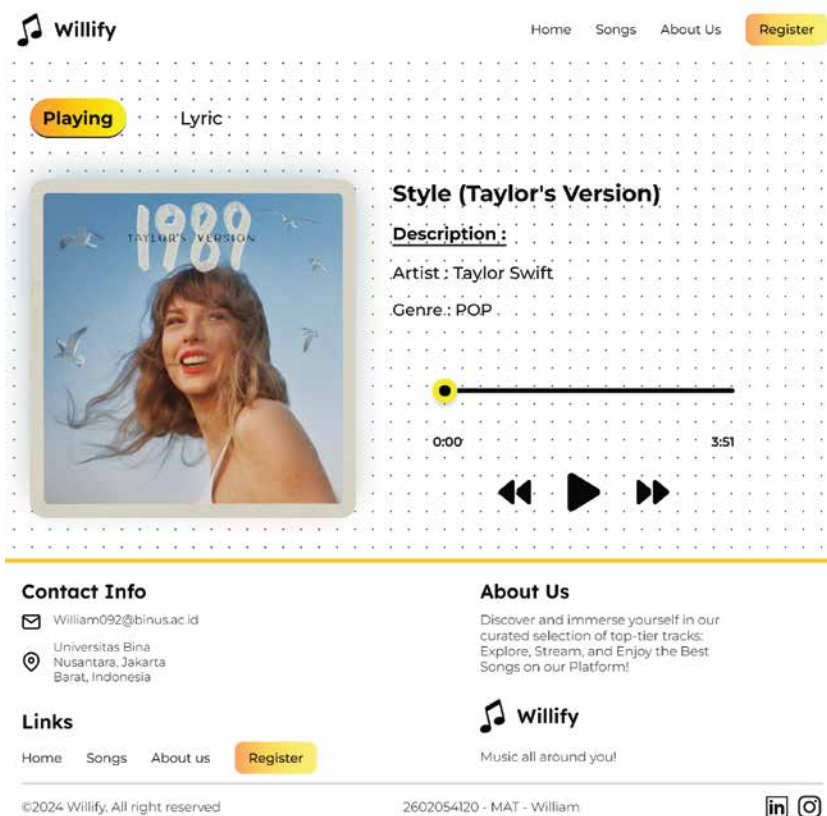 Willify
Home Songs About Us Register
Playing Lyric
1989
TAYLOR'S VERSION
Style (Taylor's Version)
Description :
Artist : Taylor Swift
Genre : POP
0:00 3:51
Contact Info
William092@binus.ac.id
Universitas Bina
Nusantara, Jakarta
Barat, Indonesia
Links
Home Songs About us Register
About Us
Discover and immerse yourself in our
curated selection of top-tier tracks:
Explore, Stream, and Enjoy the Best
Songs on our Platform!
Willify
Music all around you!
©2024 Willify. All right reserved
2602054120 - MAT - William
in